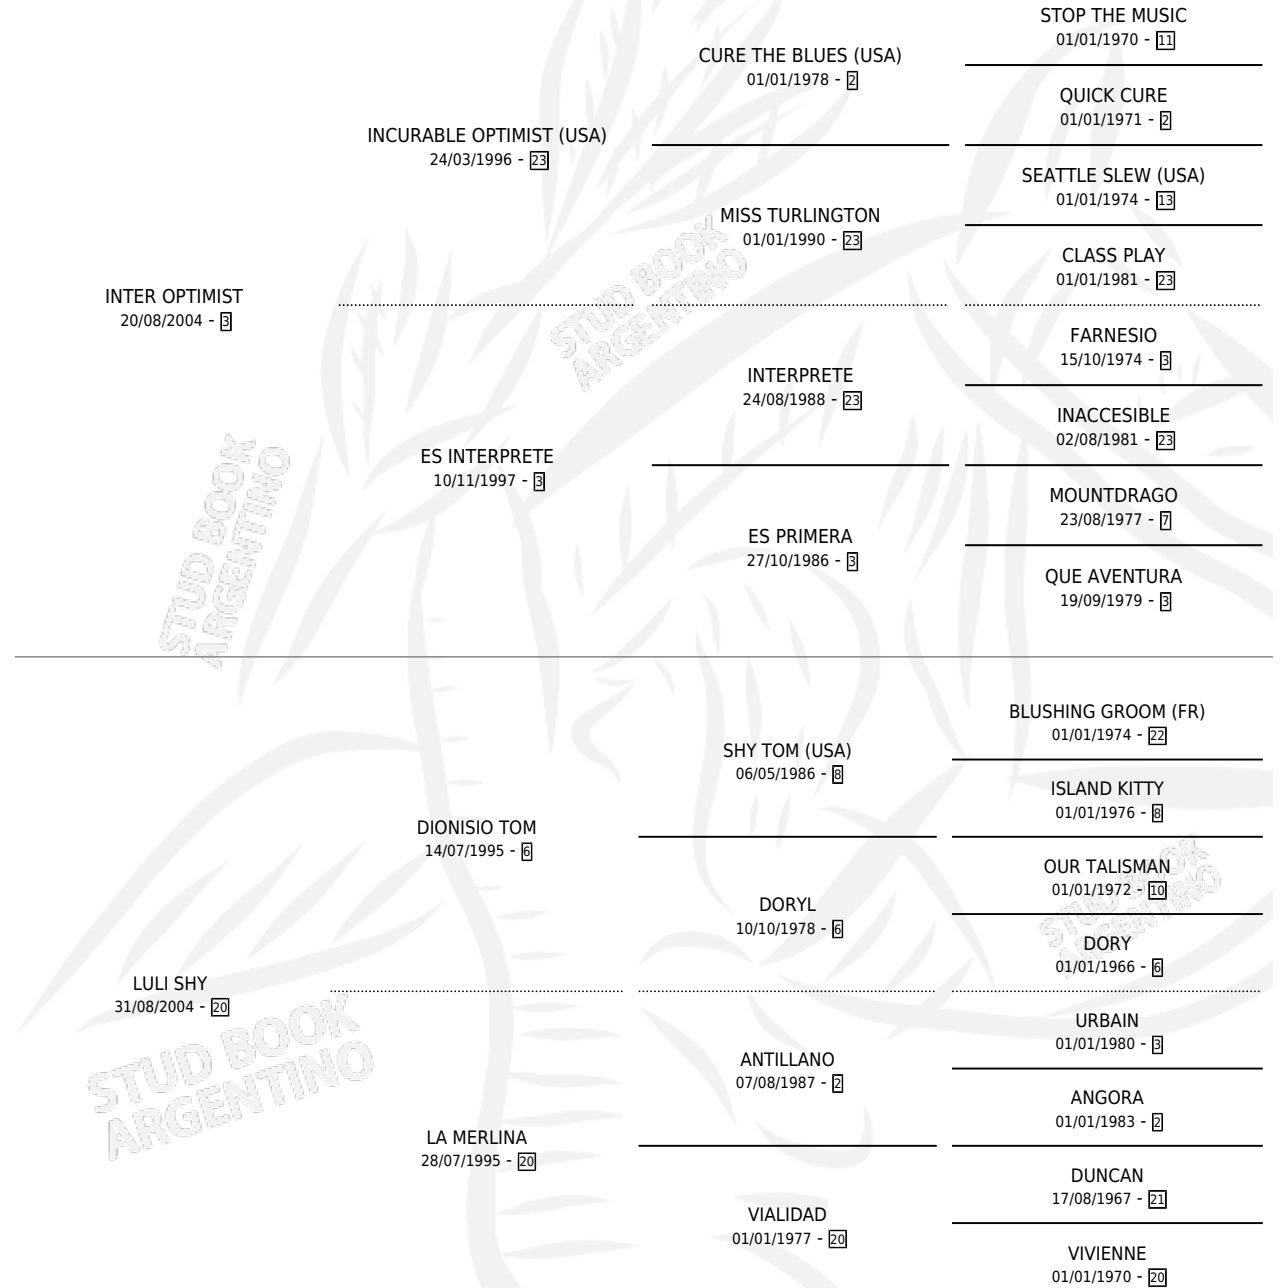 STOP THE MUSIC
01/01/1970 - 11
CURE THE BLUES (USA)
01/01/1978 - 2
QUICK CURE
01/01/1971 - 2
INCURABLE OPTIMIST (USA)
24/03/1996 - 23
SEATTLE SLEW (USA)
01/01/1974 - 13
MISS TURLINGTON
01/01/1990 - 23
CLASS PLAY
01/01/1981 - 23
INTER OPTIMIST
20/08/2004 - 3
STUD BOOK
ARGENTINO
FARNESIO
15/10/1974 - 3
INTERPRETE
24/08/1988 - 23
INACCESIBLE
02/08/1981 - 23
ES INTERPRETE
10/11/1997 - 3
MOUNTDRAGO
23/08/1977 - 7
ES PRIMERA
27/10/1986 - 3
QUE AVENTURA
19/09/1979 - 3
STUD BOOK
ARGENTINO
BLUSHING GROOM (FR)
01/01/1974 - 22
SHY TOM (USA)
06/05/1986 - 8
ISLAND KITTY
01/01/1976 - 8
DIONISIO TOM
14/07/1995 - 6
OUR TALISMAN
01/01/1972 - 10
DORYL
10/10/1978 - 6
STUD BOOK
ARGENTINO
DORY
01/01/1966 - 6
LULI SHY
31/08/2004 - 20
STUD BOOK
ARGENTINO
URBAIN
01/01/1980 - 3
ANTILLANO
07/08/1987 - 2
ANGORA
01/01/1983 - 2
LA MERLINA
28/07/1995 - 20
DUNCAN
17/08/1967 - 21
VIALIDAD
01/01/1977 - 20
VIVIENNE
01/01/1970 - 20